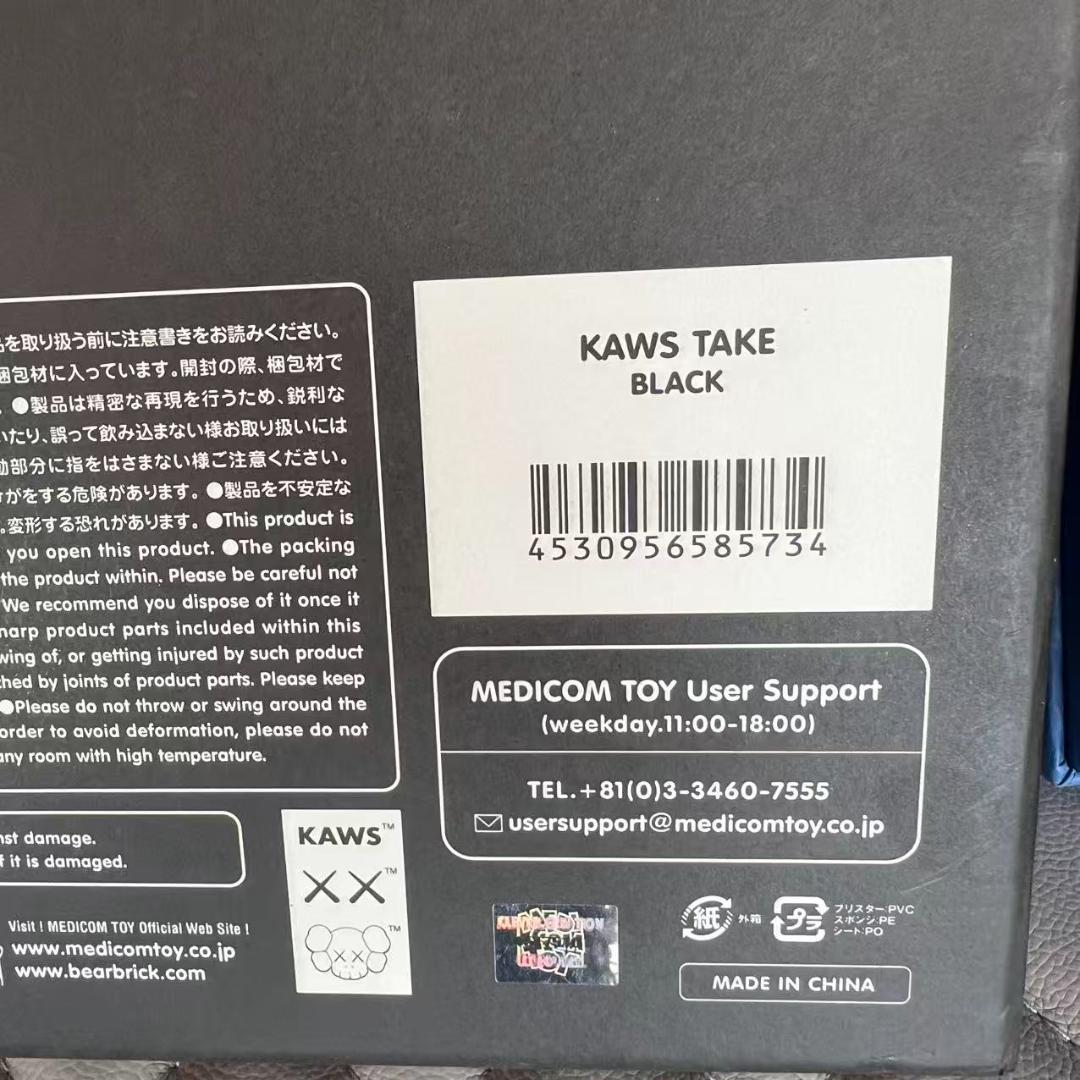 品を取り扱う前に注意書きをお読みください。
梱包材に入っています。開封の際、梱包材で
。●製品は精密な再現を行うため、鋭利な
いたり、誤って飲み込まない様お取り扱いには
動部分に指をはさまない様ご注意ください。
けがをする危険があります。●製品を不安定な
。変形する恐れがあります。●This product is
you open this product. ●The packing
the product within. Please be careful not
We recommend you dispose of it once it
harp product parts included within this
wing of, or getting injured by such product
ched by joints of product parts. Please keep
●Please do not throw or swing around the
order to avoid deformation, please do not
any room with high temperature.
nst damage.
f it is damaged.
Visit ! MEDICOM TOY Official Web Site !
www.medicomtoy.co.jp
www.bearbrick.com
KAWS™
XX™
™
KAWS TAKE
BLACK
4530956585734
MEDICOM TOY User Support
(weekday.11:00-18:00)
TEL.+81(0)3-3460-7555
usersupport@medicomtoy.co.jp
紙 外箱
プラ
ブリスター:PVC
スポンジ:PE
シート:PO
MADE IN CHINA